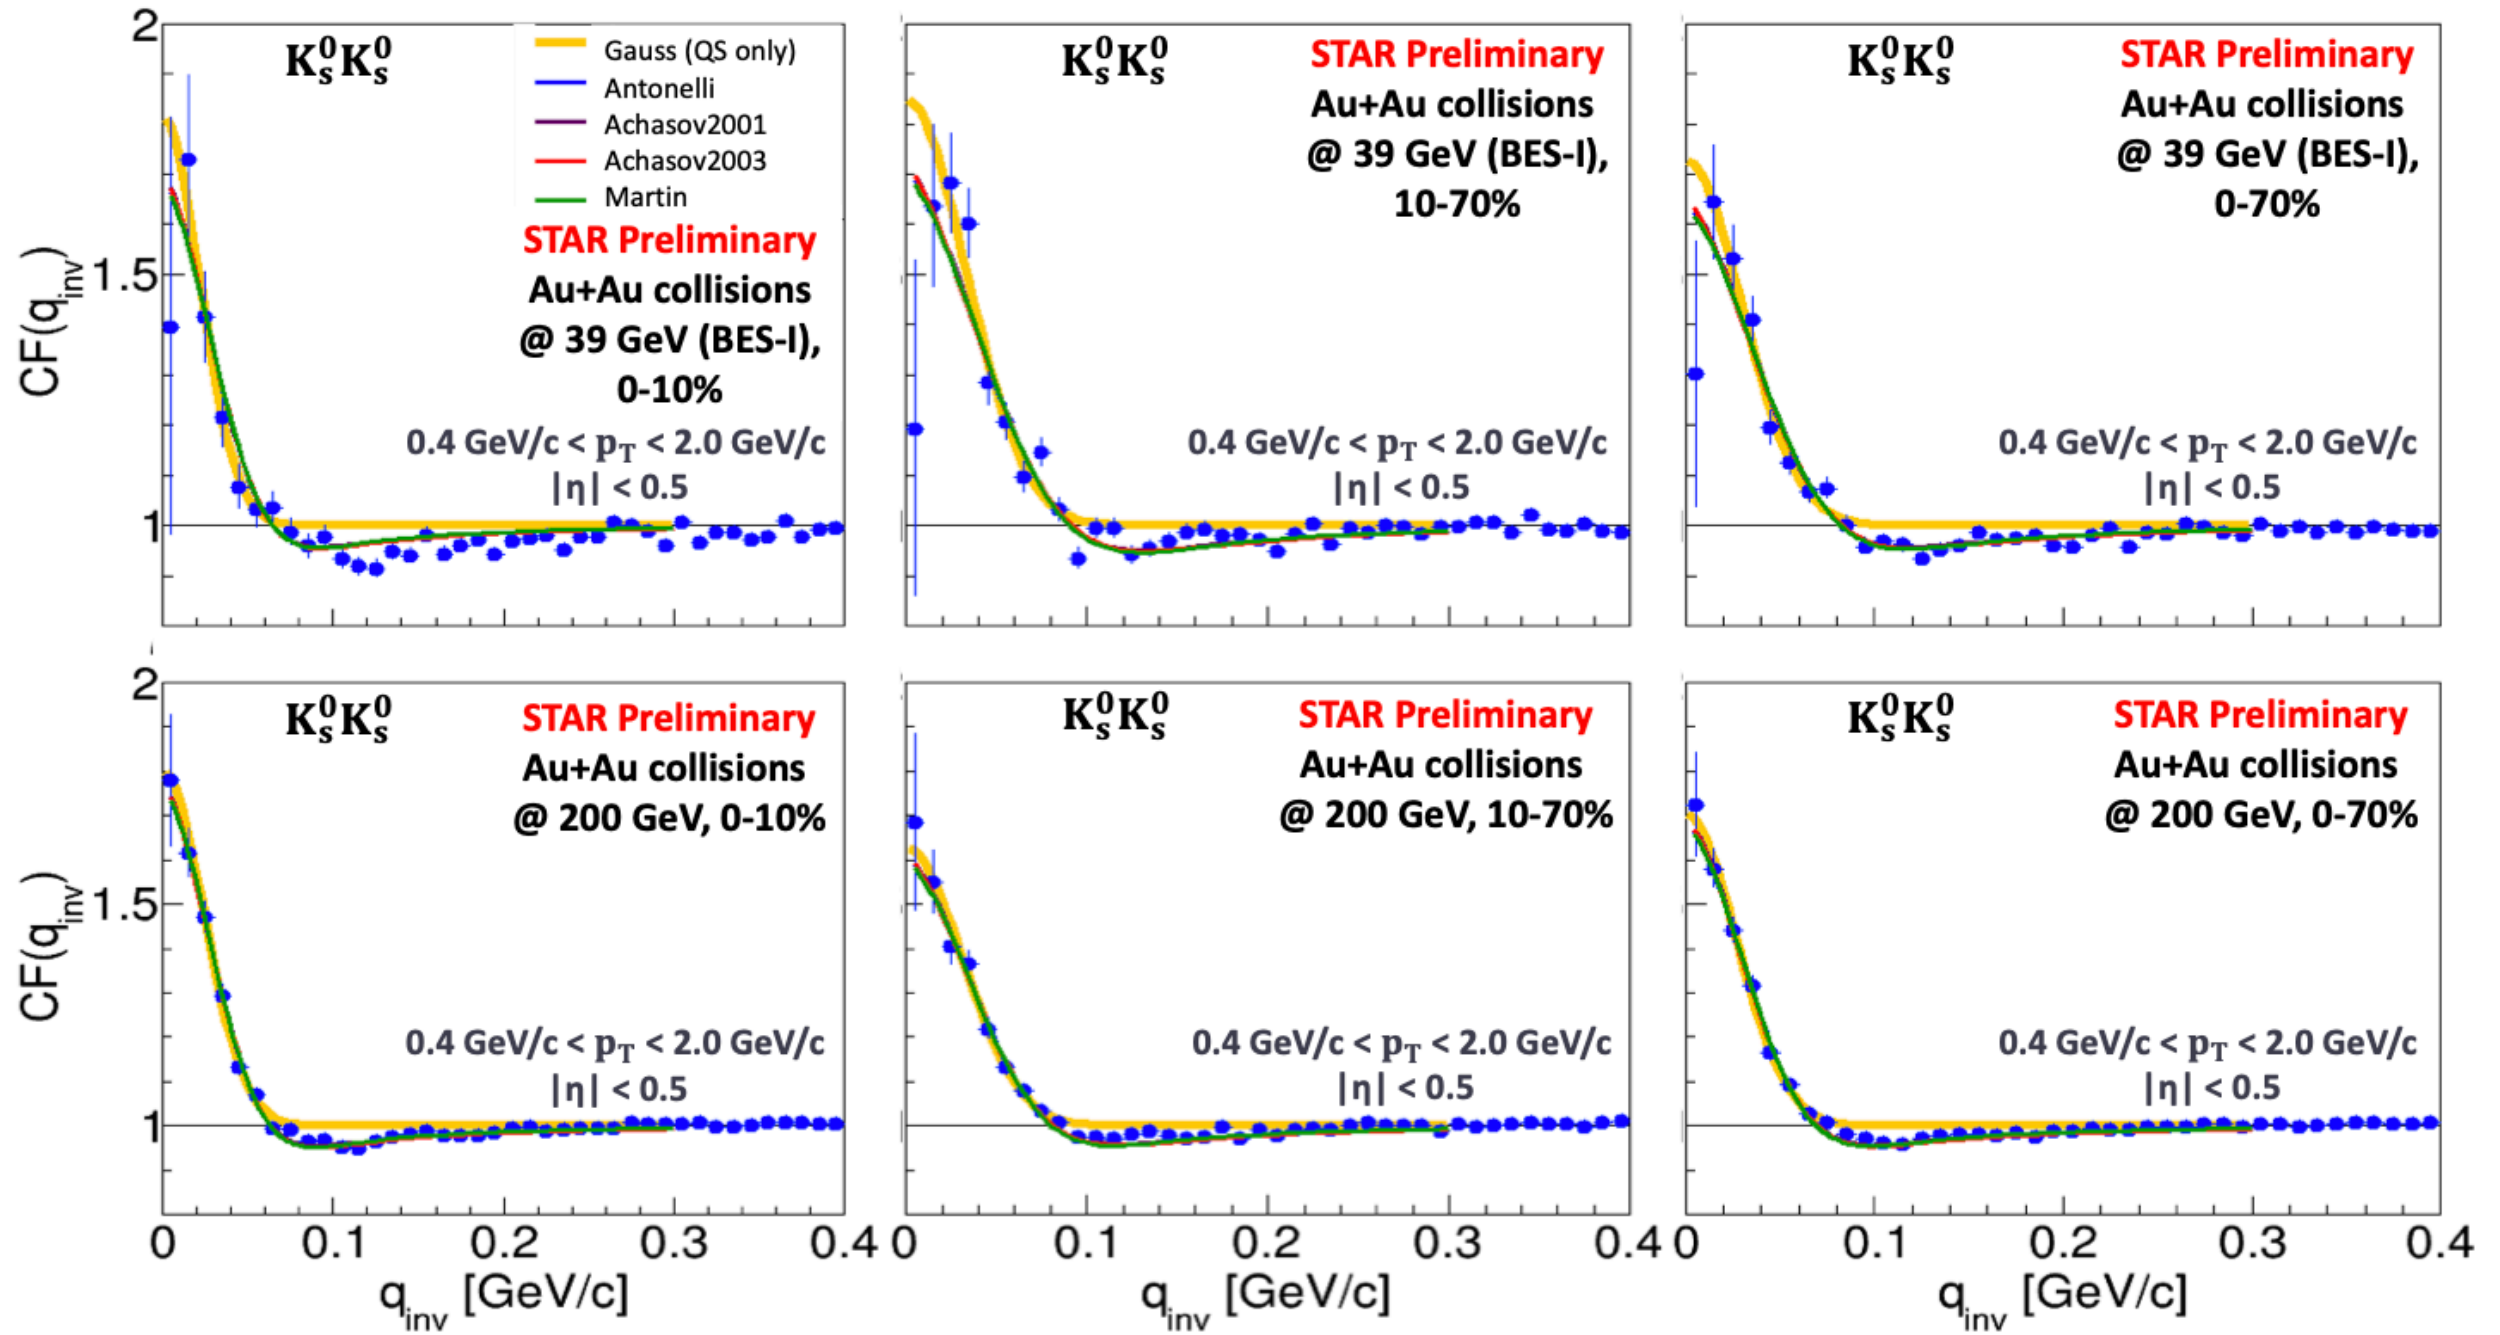 2
1.5
1
CF(q_inv)
K⁰ₛK⁰ₛ
Gauss (QS only)
Antonelli
Achasov2001
Achasov2003
Martin
STAR Preliminary
Au+Au collisions
@ 39 GeV (BES-I),
0-10%
0.4 GeV/c < p_T < 2.0 GeV/c
|η| < 0.5
K⁰ₛK⁰ₛ
STAR Preliminary
Au+Au collisions
@ 39 GeV (BES-I),
10-70%
0.4 GeV/c < p_T < 2.0 GeV/c
|η| < 0.5
K⁰ₛK⁰ₛ
STAR Preliminary
Au+Au collisions
@ 39 GeV (BES-I),
0-70%
0.4 GeV/c < p_T < 2.0 GeV/c
|η| < 0.5
2
1.5
1
CF(q_inv)
K⁰ₛK⁰ₛ
STAR Preliminary
Au+Au collisions
@ 200 GeV, 0-10%
0.4 GeV/c < p_T < 2.0 GeV/c
|η| < 0.5
0 0.1 0.2 0.3 0.4
q_inv [GeV/c]
K⁰ₛK⁰ₛ
STAR Preliminary
Au+Au collisions
@ 200 GeV, 10-70%
0.4 GeV/c < p_T < 2.0 GeV/c
|η| < 0.5
0 0.1 0.2 0.3 0.4
q_inv [GeV/c]
K⁰ₛK⁰ₛ
STAR Preliminary
Au+Au collisions
@ 200 GeV, 0-70%
0.4 GeV/c < p_T < 2.0 GeV/c
|η| < 0.5
0 0.1 0.2 0.3 0.4
q_inv [GeV/c]